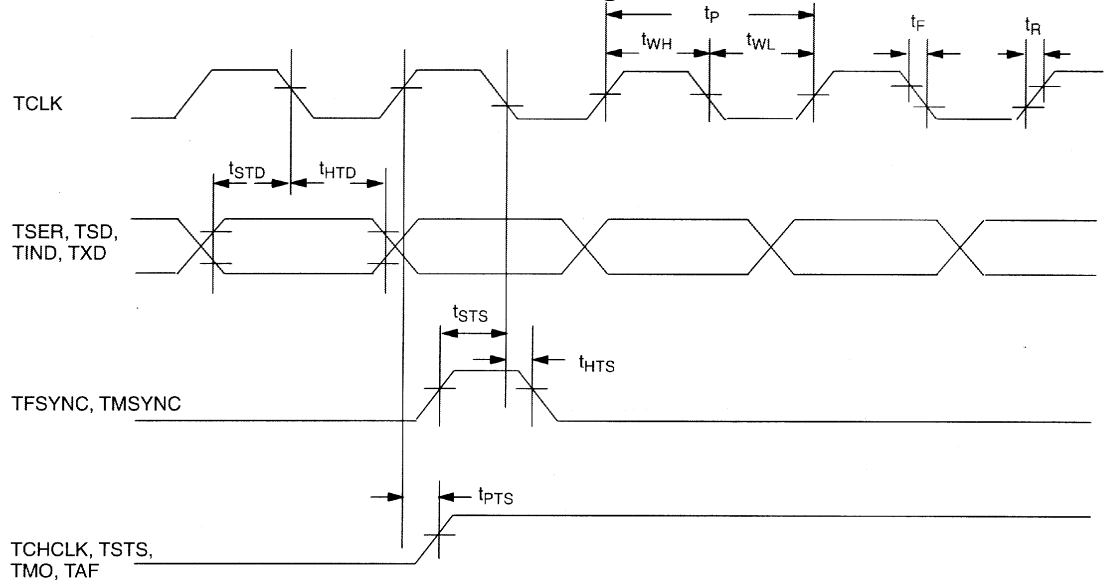 tP
tWH
tWL
tF
tR
TCLK
tSTD
tHTD
TSER, TSD,
TIND, TXD
tSTS
tHTS
TFSYNC, TMSYNC
tPTS
TCHCLK, TSTS,
TMO, TAF